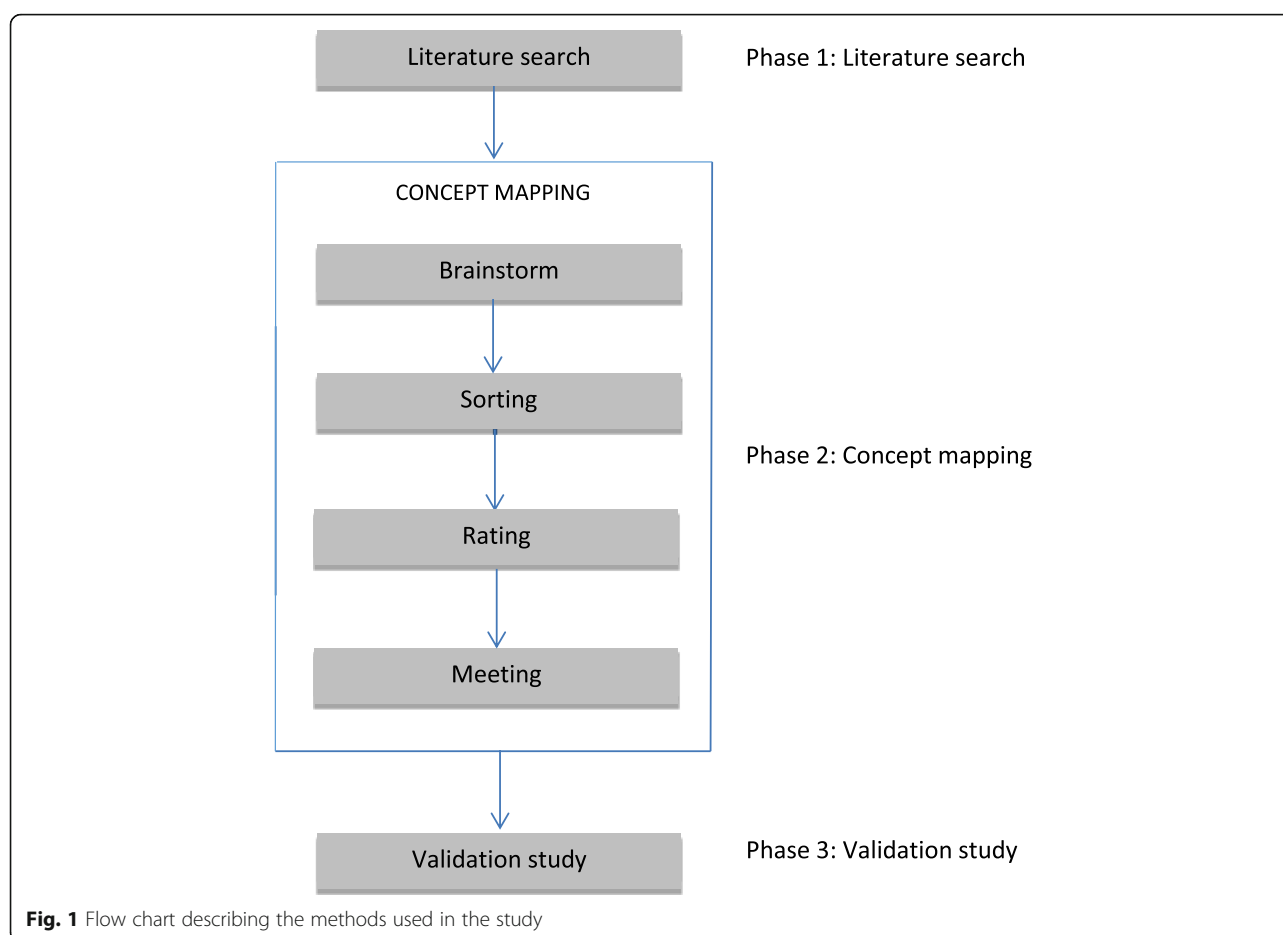 Literature search
Phase 1: Literature search
CONCEPT MAPPING
Brainstorm
Sorting
Phase 2: Concept mapping
Rating
Meeting
Validation study
Phase 3: Validation study
Fig. 1 Flow chart describing the methods used in the study